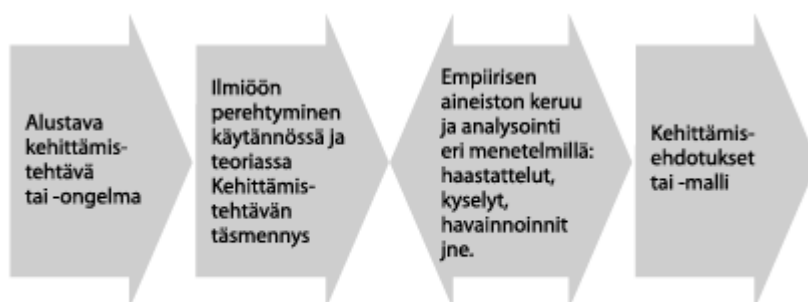 Alustava
kehittämis-
tehtävä
tai -ongelma
Ilmiöön
perehtyminen
käytännössä ja
teoriassa
Kehittämis-
tehtävän
täsmennys
Empiirisen
aineiston keruu
ja analysointi
eri menetelmillä:
haastattelut,
kyselyt,
havainnoinnit
jne.
Kehittämis-
ehdotukset
tai -malli